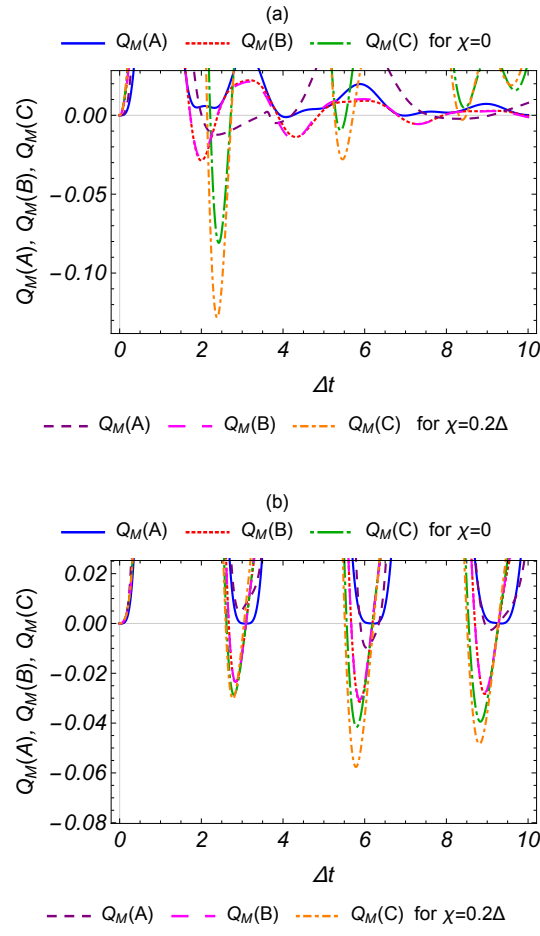 (a)
Q_M(A) Q_M(B) Q_M(C) for χ=0
Q_M(A), Q_M(B), Q_M(C)
0.00
−0.05
−0.10
0 2 4 6 8 10
Δt
Q_M(A) Q_M(B) Q_M(C) for χ=0.2Δ
(b)
Q_M(A) Q_M(B) Q_M(C) for χ=0
Q_M(A), Q_M(B), Q_M(C)
0.02
0.00
−0.02
−0.04
−0.06
−0.08
0 2 4 6 8 10
Δt
Q_M(A) Q_M(B) Q_M(C) for χ=0.2Δ